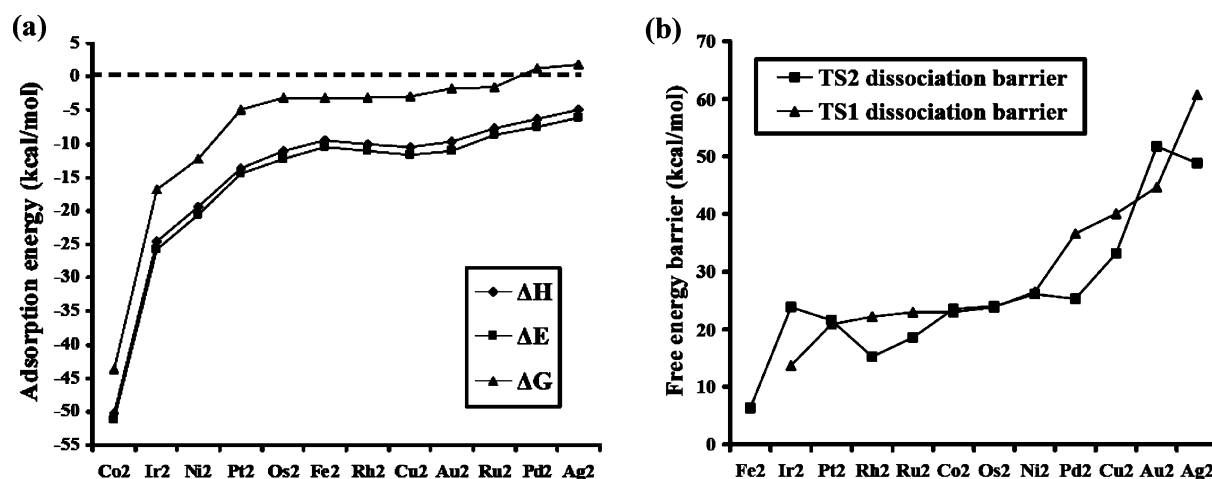 (a)
Adsorption energy (kcal/mol)
5
0
-5
-10
-15
-20
-25
-30
-35
-40
-45
-50
-55
ΔH
ΔE
ΔG
Co2 Ir2 Ni2 Pt2 Os2 Fe2 Rh2 Cu2 Au2 Ru2 Pd2 Ag2
(b)
Free energy barrier (kcal/mol)
70
60
50
40
30
20
10
0
TS2 dissociation barrier
TS1 dissociation barrier
Fe2 Ir2 Pt2 Rh2 Ru2 Co2 Os2 Ni2 Pd2 Cu2 Au2 Ag2